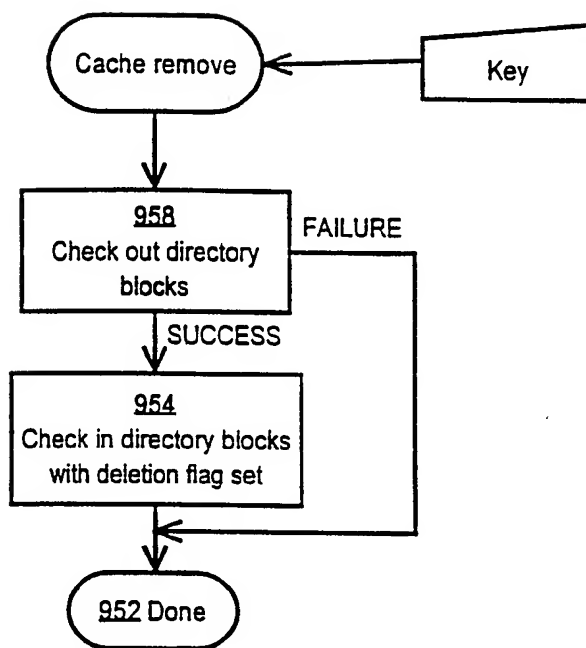 Cache remove
Key
958
Check out directory
blocks
FAILURE
SUCCESS
954
Check in directory blocks
with deletion flag set
952 Done